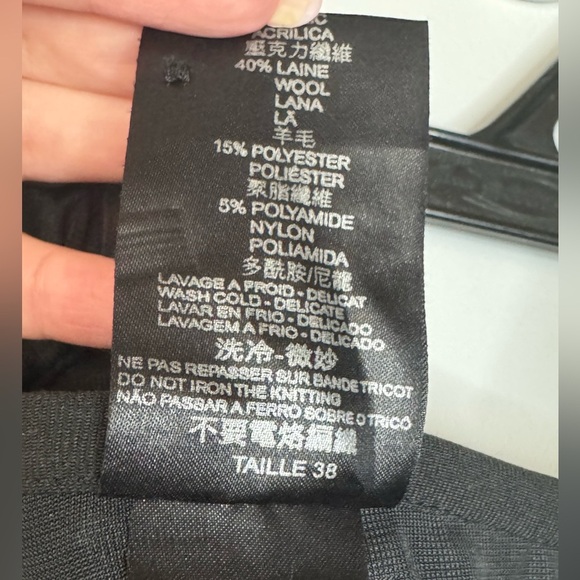 ACRILICA
壓克力纖維
40% LAINE
WOOL
LANA
LÃ
羊毛
15% POLYESTER
POLIÉSTER
聚脂纖維
5% POLYAMIDE
NYLON
POLIAMIDA
多酰胺/尼龍
LAVAGE A FROID - DELICAT
WASH COLD - DELICATE
LAVAR EN FRIO - DELICADO
LAVAGEM A FRIO - DELICADO
洗冷-微妙
NE PAS REPASSER SUR BANDE TRICOT
DO NOT IRON THE KNITTING
NÃO PASSAR A FERRO SOBRE O TRICO
不要電烙編織
TAILLE 38